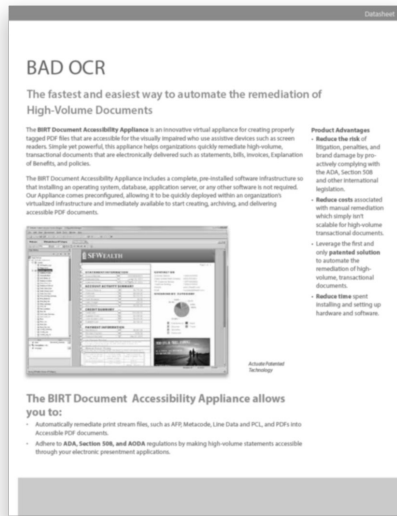 Datasheet
BAD OCR
The fastest and easiest way to automate the remediation of
High-Volume Documents
The BIRT Document Accessibility Appliance is an innovative virtual appliance for creating properly
tagged PDF files that are accessible for the visually impaired who use assistive devices such as screen
readers. Simple yet powerful, this appliance helps organizations quickly remediate high-volume,
transactional documents that are electronically delivered such as statements, bills, invoices, Explanation
of Benefits, and policies.
The BIRT Document Accessibility Appliance includes a complete, pre-installed software infrastructure so
that installing an operating system, database, application server, or any other software is not required.
Our Appliance comes preconfigured, allowing it to be quickly deployed within an organization's
virtualized infrastructure and immediately available to start creating, archiving, and delivering
accessible PDF documents.
SFWEALTH
Actuate Patented
Technology
Product Advantages
• Reduce the risk of
litigation, penalties, and
brand damage by pro-
actively complying with
the ADA, Section 508
and other International
legislation.
• Reduce costs associated
with manual remediation
which simply isn't
scalable for high-volume
transactional documents.
• Leverage the first and
only patented solution
to automate the
remediation of high-
volume, transactional
documents.
• Reduce time spent
installing and setting up
hardware and software.
The BIRT Document Accessibility Appliance allows
you to:
• Automatically remediate print stream files, such as AFP, Metacode, Line Data and PCL, and PDFs into
Accessible PDF documents.
• Adhere to ADA, Section 508, and AODA regulations by making high-volume statements accessible
through your electronic presentment applications.